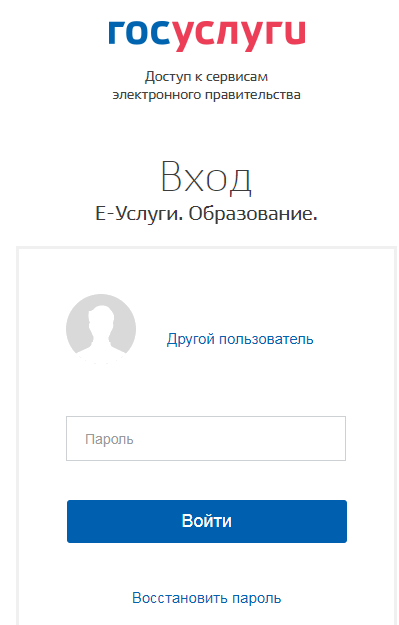 госуслуги
Доступ к сервисам
электронного правительства
Вход
Е-Услуги. Образование.
Другой пользователь
Пароль
Войти
Восстановить пароль